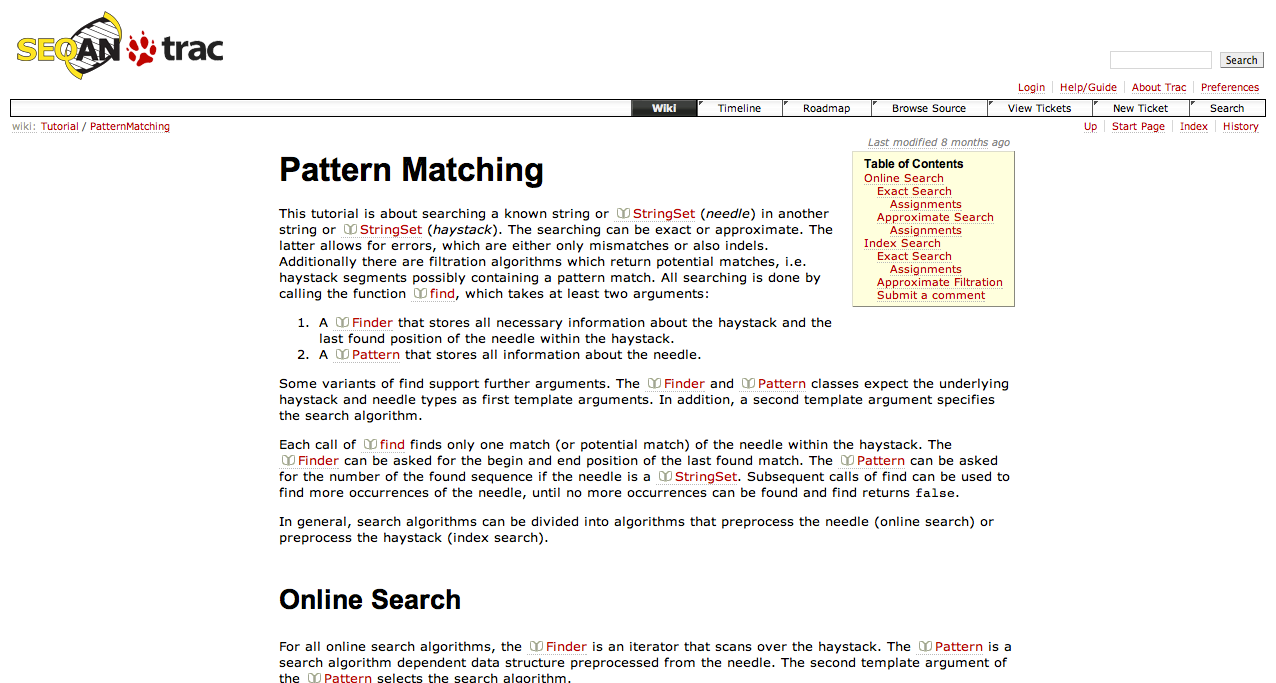 SEQAN trac
Search
Login Help/Guide About Trac Preferences
Wiki Timeline Roadmap Browse Source View Tickets New Ticket Search
wiki: Tutorial / PatternMatching
Up Start Page Index History
Last modified 8 months ago
Pattern Matching
Table of Contents
Online Search
Exact Search
Assignments
Approximate Search
Assignments
Index Search
Exact Search
Assignments
Approximate Filtration
Submit a comment
This tutorial is about searching a known string or StringSet (needle) in another
string or StringSet (haystack). The searching can be exact or approximate. The
latter allows for errors, which are either only mismatches or also indels.
Additionally there are filtration algorithms which return potential matches, i.e.
haystack segments possibly containing a pattern match. All searching is done by
calling the function find, which takes at least two arguments:
1. A Finder that stores all necessary information about the haystack and the
last found position of the needle within the haystack.
2. A Pattern that stores all information about the needle.
Some variants of find support further arguments. The Finder and Pattern classes expect the underlying
haystack and needle types as first template arguments. In addition, a second template argument specifies
the search algorithm.
Each call of find finds only one match (or potential match) of the needle within the haystack. The
Finder can be asked for the begin and end position of the last found match. The Pattern can be asked
for the number of the found sequence if the needle is a StringSet. Subsequent calls of find can be used to
find more occurrences of the needle, until no more occurrences can be found and find returns false.
In general, search algorithms can be divided into algorithms that preprocess the needle (online search) or
preprocess the haystack (index search).
Online Search
For all online search algorithms, the Finder is an iterator that scans over the haystack. The Pattern is a
search algorithm dependent data structure preprocessed from the needle. The second template argument of
the Pattern selects the search algorithm.